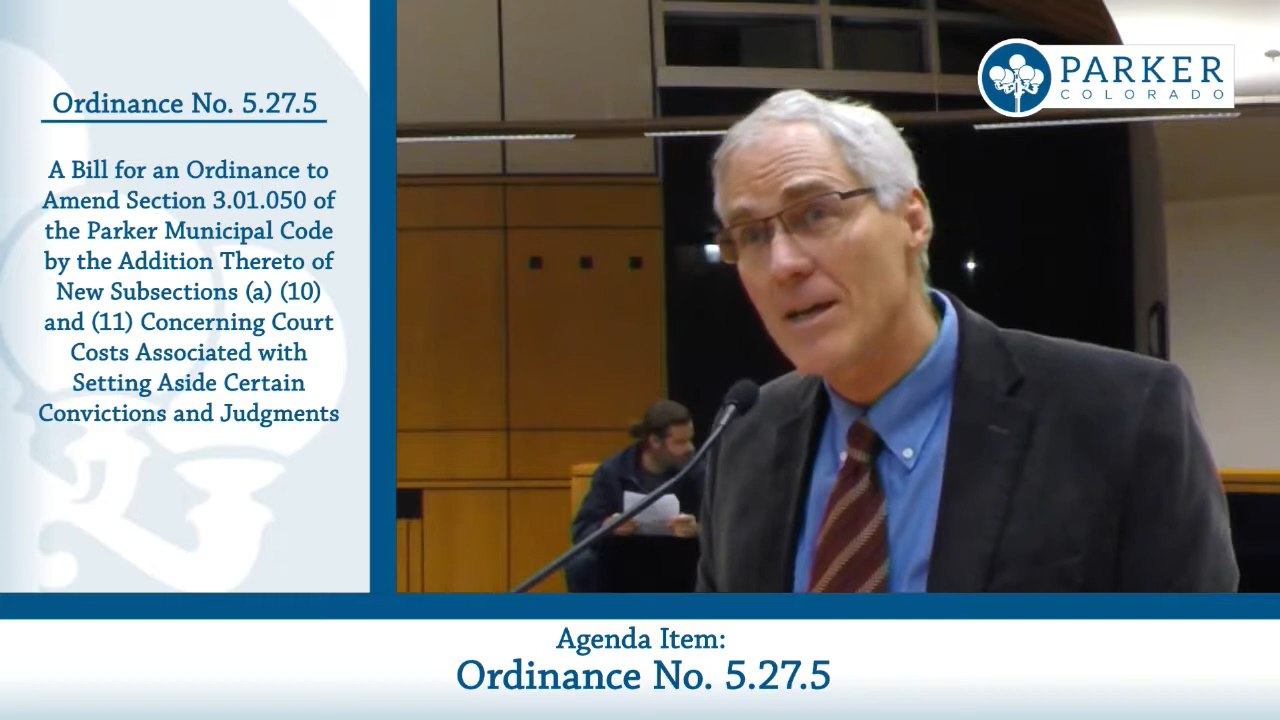 Ordinance No. 5.27.5
A Bill for an Ordinance to
Amend Section 3.01.050 of
the Parker Municipal Code
by the Addition Thereto of
New Subsections (a) (10)
and (11) Concerning Court
Costs Associated with
Setting Aside Certain
Convictions and Judgments
PARKER
COLORADO
Agenda Item:
Ordinance No. 5.27.5